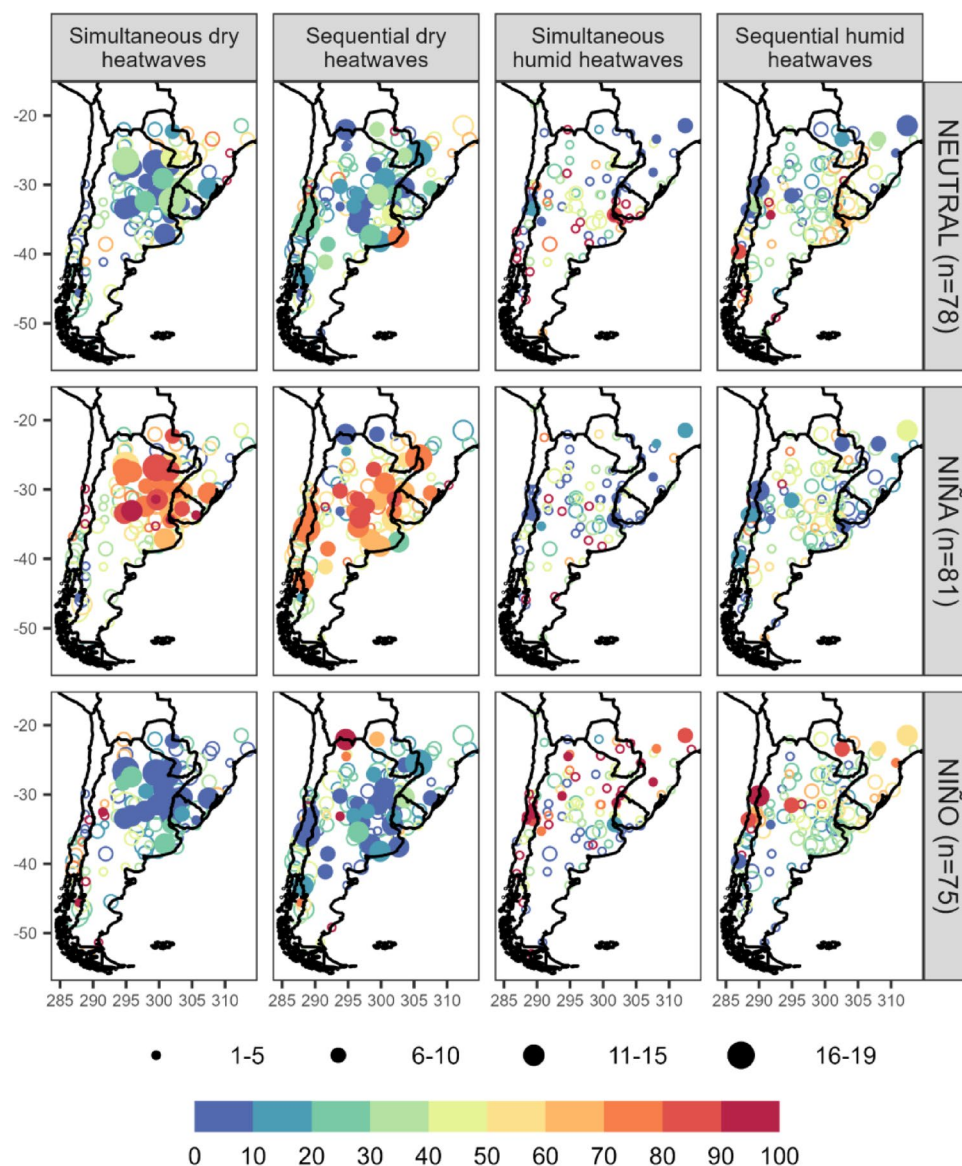 Simultaneous dry
heatwaves
Sequential dry
heatwaves
Simultaneous
humid heatwaves
Sequential humid
heatwaves
-20
-30
-40
-50
NEUTRAL (n=78)
-20
-30
-40
-50
NIÑA (n=81)
-20
-30
-40
-50
NIÑO (n=75)
285 290 295 300 305 310
285 290 295 300 305 310
285 290 295 300 305 310
285 290 295 300 305 310
1-5 6-10 11-15 16-19
0 10 20 30 40 50 60 70 80 90 100